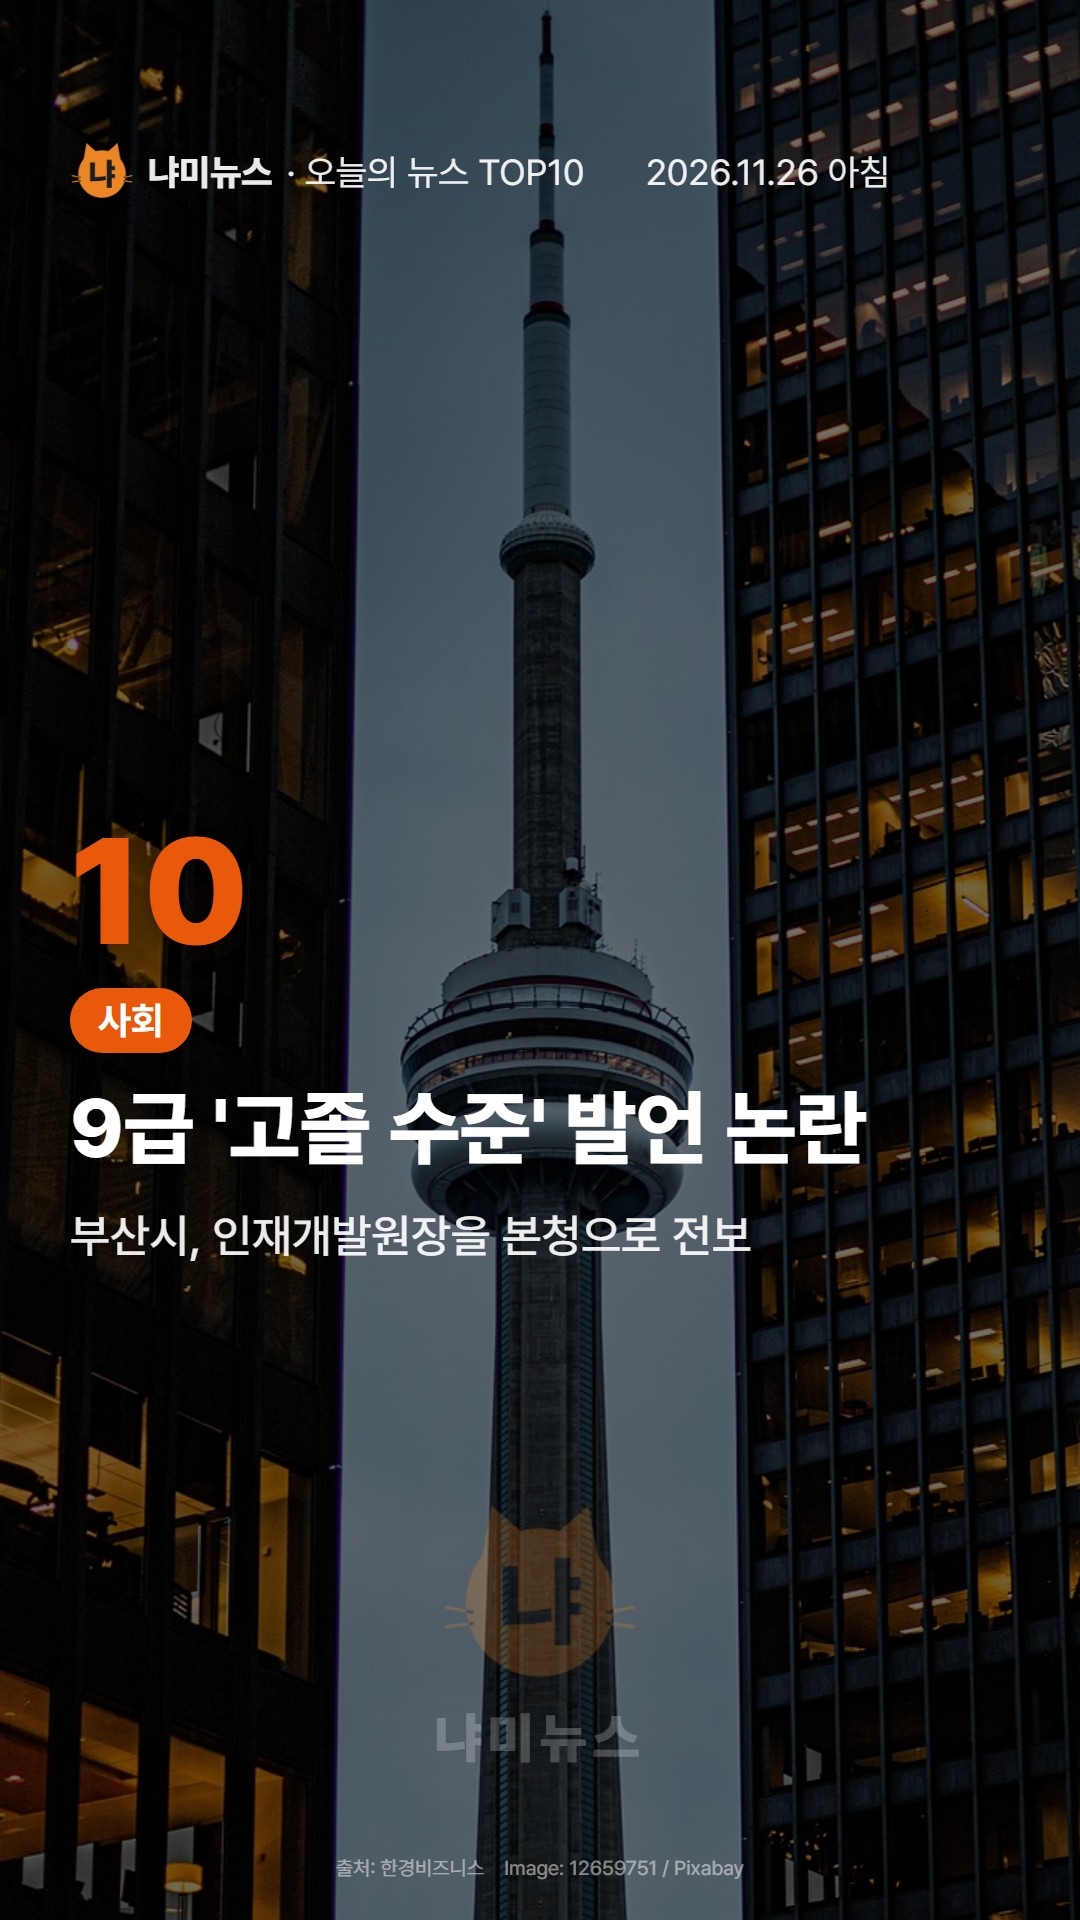 냐 냐미뉴스 · 오늘의 뉴스 TOP10 2026.11.26 아침
10
사회
9급 '고졸 수준' 발언 논란
부산시, 인재개발원장을 본청으로 전보
냐
냐미뉴스
출처: 한경비즈니스 Image: 12659751 / Pixabay